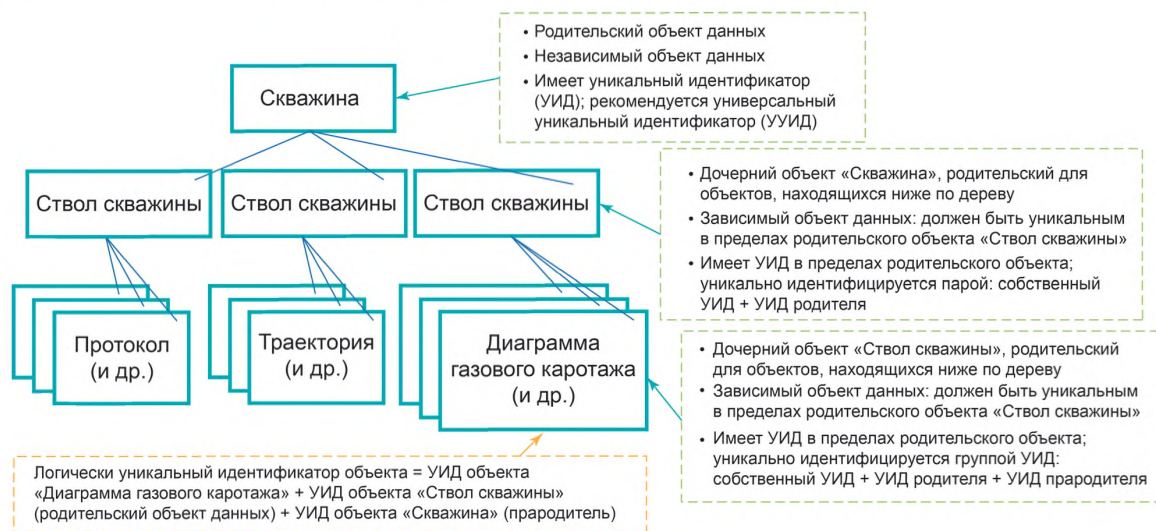 • Родительский объект данных
• Независимый объект данных
• Имеет уникальный идентификатор
(УИД); рекомендуется универсальный
уникальный идентификатор (УУИД)
Скважина
• Дочерний объект «Скважина», родительский для
объектов, находящихся ниже по дереву
• Зависимый объект данных: должен быть уникальным
в пределах родительского объекта «Ствол скважины»
• Имеет УИД в пределах родительского объекта;
уникально идентифицируется парой: собственный
УИД + УИД родителя
Ствол скважины
Ствол скважины
Ствол скважины
Протокол
(и др.)
Траектория
(и др.)
Диаграмма
газового каротажа
(и др.)
• Дочерний объект «Ствол скважины», родительский
для объектов, находящихся ниже по дереву
• Зависимый объект данных: должен быть уникальным
в пределах родительского объекта «Ствол скважины»
• Имеет УИД в пределах родительского объекта;
уникально идентифицируется группой УИД:
собственный УИД + УИД родителя + УИД прародителя
Логически уникальный идентификатор объекта = УИД объекта
«Диаграмма газового каротажа» + УИД объекта «Ствол скважины»
(родительский объект данных) + УИД объекта «Скважина» (прародитель)